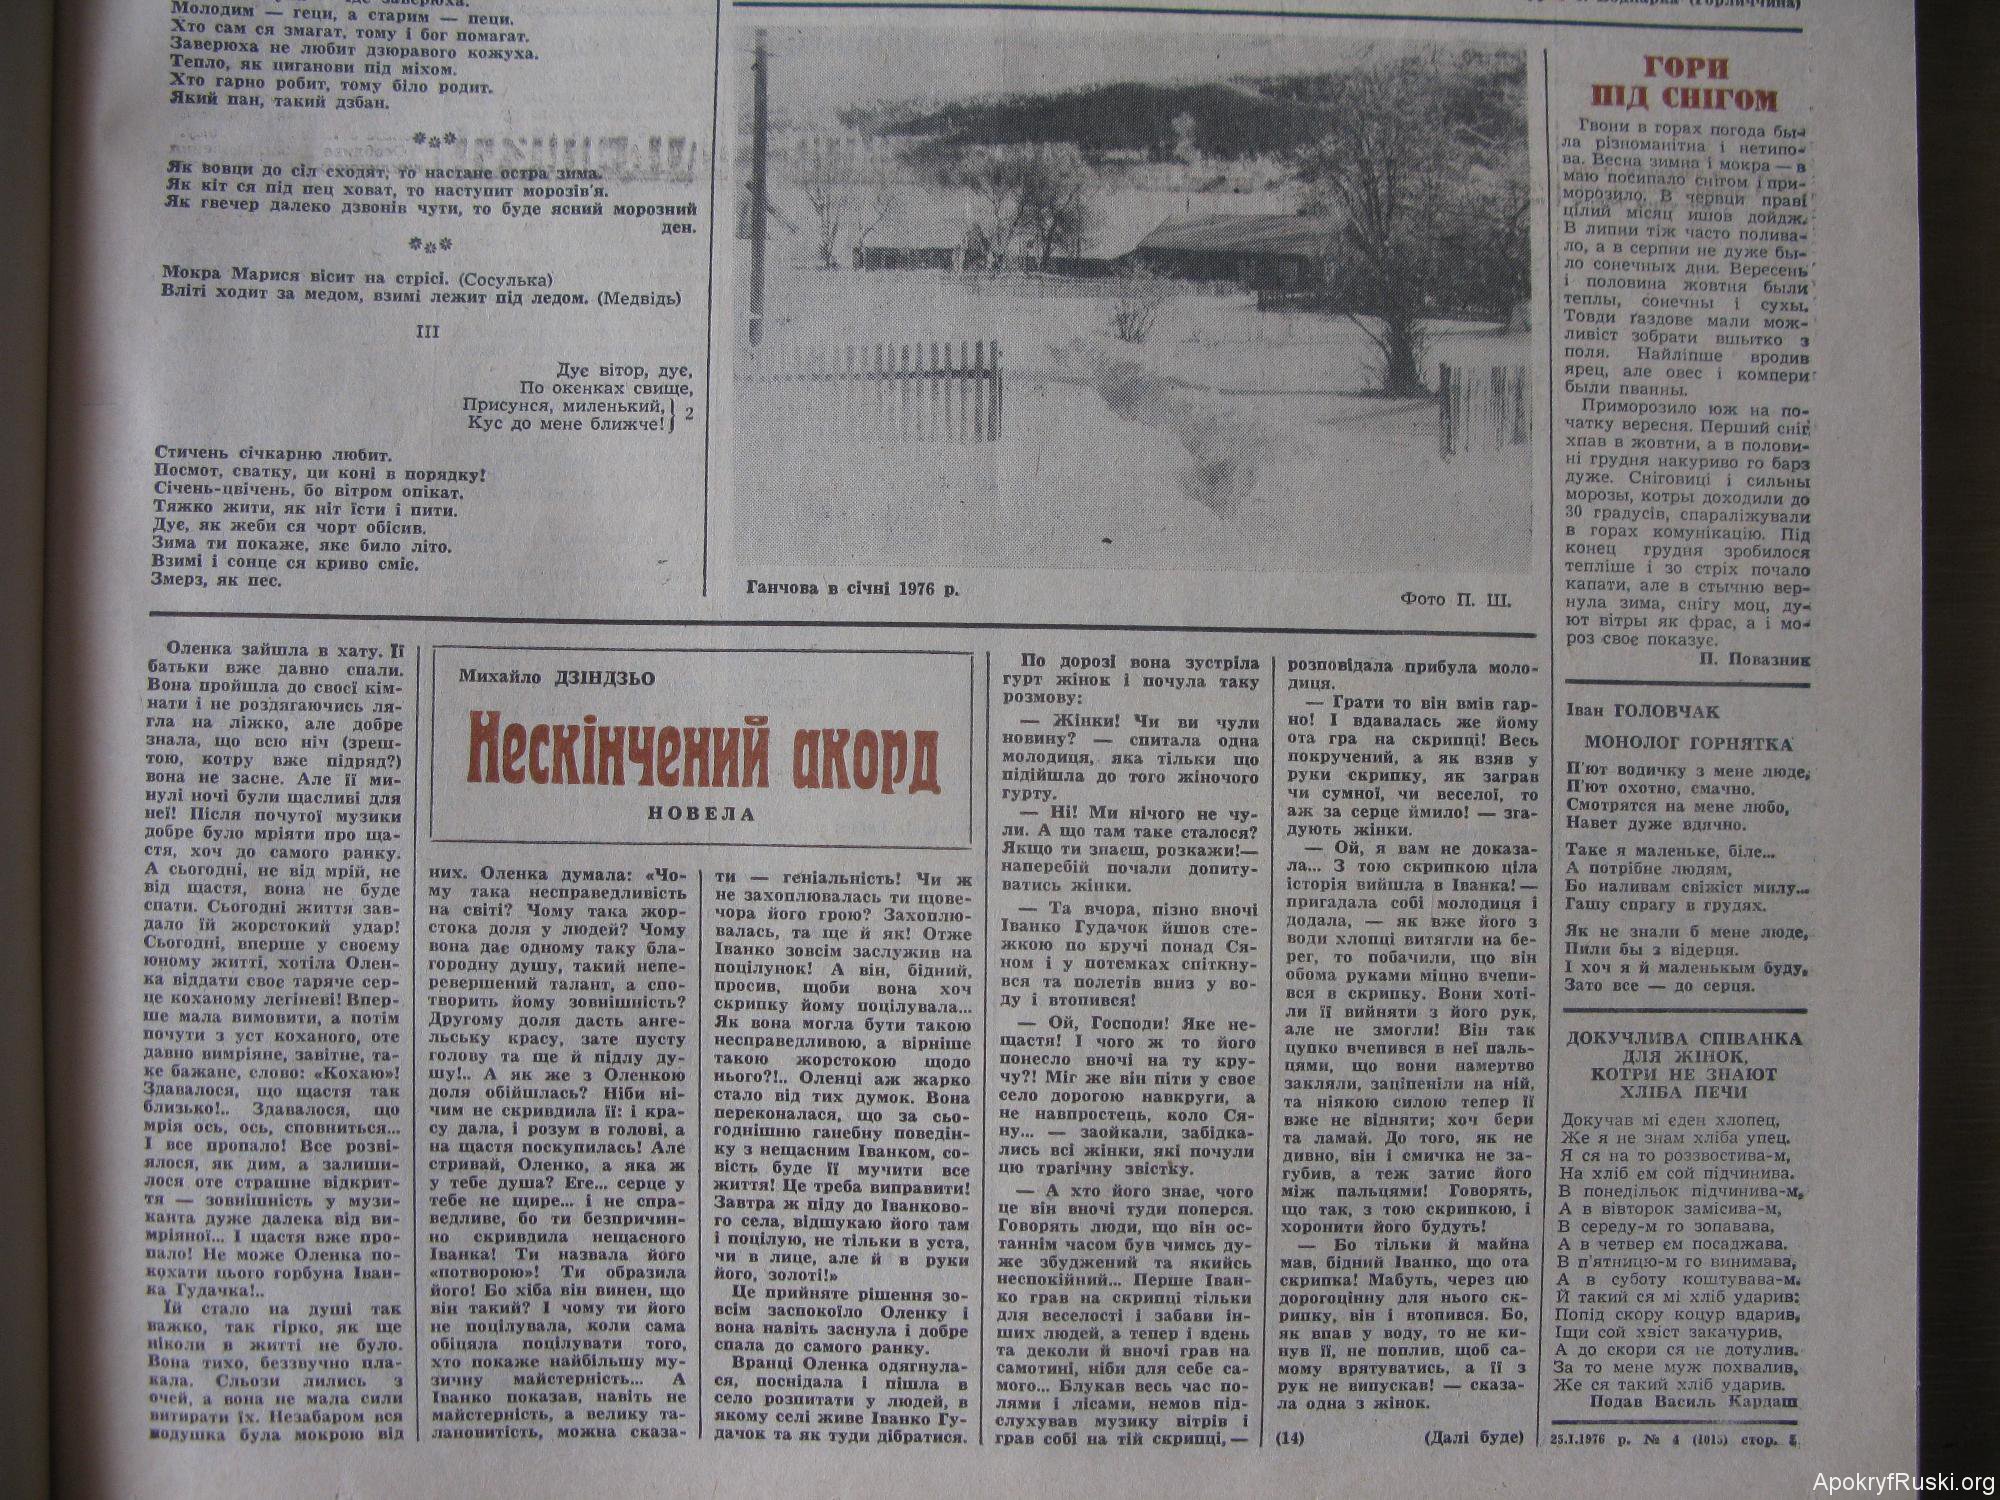 Молодим — геци, а старим — пеци.
Хто сам ся змагат, тому і бог помагат.
Заверюха не любит дзюравого кожуха.
Тепло, як циганови під міхом.
Хто гарно робит, тому біло родит.
Який пан, такий дзбан.
Як вовци до сіл сходят, то настане остра зима.
Як кіт ся під пец ховат, то наступит морозів'я.
Як гвечер далеко дзвонів чути, то буде ясний морозний
ден.
Мокра Марися висит на стрісі. (Сосулька)
Вліті ходит за медом, взимі лежит під ледом. (Медвідь)
III
Дує вітор, дує,
По окєнках свище,
Присунся, миленький,
Кус до мене ближче! 2
Стичень січкарню любит.
Посмот, сватку, ци коні в порядку!
Січень-цвічень, бо вітром опікат.
Тяжко жити, як ніт їсти і пити.
Дує, як жеби ся чорт обісив.
Зима ти покаже, яке било літо.
Взимі і сонце ся криво сміє.
Змерз, як пес.
Ганчова в січні 1976 р.
Фото П. Ш.
ГОРИ
ПІД СНІГОМ
Гвони в горах погода бы-
ла різноманітна і нетипо-
ва. Весна зимна і мокра — в
маю посипало снігом і при-
морозило. В червци праві
цілий місяц ишов дойдж.
В липни тіж часто полива-
ло, а в серпни не дуже бы-
ло сонечных дни. Вересень
і половина жовтня были
теплы, сонечны і сухы.
Товди ґаздове мали мож-
ливіст зобрати вшытко з
поля. Найліпше вродив
ярец, але овес і компери
были пванны.
Приморозило юж на по-
чатку вересня. Перший сніг
хпав в жовтни, а в полови-
ні грудня накуриво го барз
дуже. Сніговиці і сильны
морозы, котры доходили до
30 градусів, спараліжували
в горах комунікацію. Під
конец грудня зробилося
тепліше і зо стріх почало
капати, але в стычню вер-
нула зима, снігу моц, ду-
ют вітры як фрас, а і мо-
роз своє показує.
П. Повазник
Іван ГОЛОВЧАК
МОНОЛОГ ГОРНЯТКА
П'ют водичку з мене люде,
П'ют охотно, смачно.
Смотрятся на мене любо,
Навет дуже вдячно.
Таке я маленьке, біле...
А потрібне людям,
Бо наливам свіжіст милу...
Гашу спрагу в грудях.
Як не знали б мене люде,
Пили бы з відерця.
І хоч я й маленьким буду,
Зато все — до серця.
ДОКУЧЛИВА СПІВАНКА
ДЛЯ ЖІНОК,
КОТРИ НЕ ЗНАЮТ
ХЛІБА ПЕЧИ
Докучав мі єден хлопец,
Же я не знам хліба упец.
Я ся на то роззвостива-м,
На хліб єм сой підчинива.
В понедільок підчинива-м,
А в вівторок замісива-м,
В середу-м го зопавава,
А в четвер єм посаджава.
В п'ятницю-м го винимава,
А в суботу коштувава-м.
Й такий ся мі хліб ударив:
Попід скору коцур вдарив,
Іщи сой хвіст закачурив,
А до скори ся не дотулив.
За то мене муж похвалив,
Же ся такий хліб ударив.
Подав Василь Кардаш
25.I.1976 р. № 4 (1015) стор. 5
Оленка зайшла в хату. Її
батьки вже давно спали.
Вона пройшла до своєї кім-
нати і не роздягаючись ля-
гла на ліжко, але добре
знала, що всю ніч (зреш-
тою, котру вже підряд?)
вона не засне. Але її ми-
нулі ночі були щасливі для
неї! Після почутої музики
добре було мріяти про ща-
стя, хоч до самого ранку.
А сьогодні, не від мрій, не
від щастя, вона не буде
спати. Сьогодні життя зав-
дало їй жорстокий удар!
Сьогодні, вперше у своєму
юному житті, хотіла Олен-
ка віддати своє таряче сер-
це коханому легіневі! Впер-
ше мала вимовити, а потім
почути з уст коханого, оте
давно вимріяне, завітне, та-
ке бажане, слово: «Кохаю»!
Здавалося, що щастя так
близько!.. Здавалося, що
мрія ось, ось, сповниться...
І все пропало! Все розвi-
ялося, як дим, а залиши-
лося оте страшне відкрит-
тя — зовнішність у музи-
канта дуже далека від ви-
мріяної... І щастя вже про-
пало! Не може Оленка по-
кохати цього горбуна Іван-
ка Гудачка!..
Їй стало на душі так
важко, так гірко, як ще
ніколи в житті не було.
Вона тихо, беззвучно пла-
кала. Сльози лились з
очей, а вона не мала сили
витирати їх. Незабаром вся
подушка була мокрою від
Михайло ДЗІНДЗЬО
Нескінчений акорд
НОВЕЛА
них. Оленка думала: «Чо-
му така несправедливість
на світі? Чому така жор-
стока доля у людей? Чому
вона дає одному таку бла-
городну душу, такий непе-
ревершений талант, а спо-
творить йому зовнішність?
Другому доля дасть анге-
льську красу, зате пусту
голову та ще й підлу ду-
шу!.. А як же з Оленкою
доля обійшлась? Ніби ні-
чим не скривдила її: і кра-
су дала, і розум в голові, а
на щастя поскупилась! Але
стривай, Оленко, а яка ж
у тебе душа? Еге... серце у
тебе не щире... і не спра-
ведливе, бо ти безпричин-
но скривдила нещасного
Іванка! Ти назвала його
«потворою»! Ти образила
його! Бо хіба він винен, що
він такий? І чому ти його
не поцілувала, коли сама
обіцяла поцілувати того,
хто покаже найбільшу му-
зичну майстерність... А
Іванко показав, навіть не
майстерність, а велику та-
лановитість, можна сказа-
ти — геніальність! Чи ж
не захоплювалась ти щове-
чора його грою? Захоплю-
валась, та ще й як! Отже
Іванко зовсім заслужив на
поцілунок! А він, бідний,
просив, щоби вона хоч
скрипку йому поцілувала...
Як вона могла бути такою
несправедливою, а вірніше
такою жорстокою щодо
нього?!.. Оленці аж жарко
стало від тих думок. Вона
переконалася, що за сьо-
годнішню ганебну поведін-
ку з нещасним Іванком, со-
вість буде її мучити все
життя! Це треба виправити!
Завтра ж піду до Іванково-
го села, відшукаю його там
і поцілую, не тільки в уста,
чи в лице, але й в руки
його, золоті!»
Це прийняте рішення зо-
всім заспокоїло Оленку і
вона навіть заснула і добре
спала до самого ранку.
Вранці Оленка одягнула-
ся, поснідала і пішла в
село розпитати у людей, в
якому селі живе Іванко Гу-
дачок та як туди дібратися.
По дорозі вона зустріла
гурт жінок і почула таку
розмову:
— Жінки! Чи ви чули
новину? — спитала одна
молодиця, яка тільки що
підійшла до того жіночого
гурту.
— Ні! Ми нічого не чу-
ли. А що там таке сталося?
Якщо ти знаєш, розкажи!—
наперебій почали допиту-
ватись жінки.
— Та вчора, пізно вночі
Іванко Гудачок йшов сте-
жкою по кручі понад Ся-
ном і у потемках спіткну-
вся та полетів вниз у во-
ду і втопився!
— Ой, Господи! Яке не-
щастя! І чого ж то його
понесло вночі на ту кру-
чу?! Міг же він піти у своє
село дорогою навкруги, а
не навпростець, коло Ся-
ну... — заойкали, забідка-
лись всі жінки, які почули
цю трагічну звістку.
— А хто його знає, чого
це він вночі туди поперся.
Говорять люди, що він ос-
таннім часом був чимсь ду-
же збуджений та якийсь
неспокійний... Перше Іван-
ко грав на скрипці тільки
для веселості і забави ін-
ших людей, а тепер і вдень
та деколи й вночі грав на
самотині, ніби для себе са-
мого... Блукав весь час по-
лями і лісами, немов під-
слухував музику вітрів і
грав собі на тій скрипці, —
розповідала прибула моло-
диця.
— Грати то він вмів гар-
но! І вдавалась же йому
ота гра на скрипці! Весь
покручений, а як взяв у
руки скрипку, як заграв
чи сумної, чи веселої, то
аж за серце ймило! — зга-
дують жінки.
— Ой, я вам не доказа-
ла... З тою скрипкою ціла
історія вийшла в Іванка! —
пригадала собі молодиця і
додала, — як вже його з
води хлопці витягли на бе-
рег, то побачили, що він
обома руками міцно вчепи-
вся в скрипку. Вони хоті-
ли її вийняти з його рук,
але не змогли! Він так
цупко вчепився в неї паль-
цями, що вони намертво
закляли, заціпеніли на ній,
та ніякою силою тепер її
вже не відняти; хоч бери
та ламай. До того, як не
дивно, він і смичка не за-
губив, а теж затис його
між пальцями! Говорять,
що так, з тою скрипкою, і
хоронити його будуть!
— Бо тільки й майна
мав, бідний Іванко, що ота
скрипка! Мабуть, через цю
дорогоцінну для нього ск-
рипку, він і втопився. Бо,
як впав у воду, то не ки-
нув її, не поплив, щоб са-
мому врятуватись, а її з
рук не випускав! — сказа-
ла одна з жінок.
(14) (Далі буде)
ApokryfRuski.org